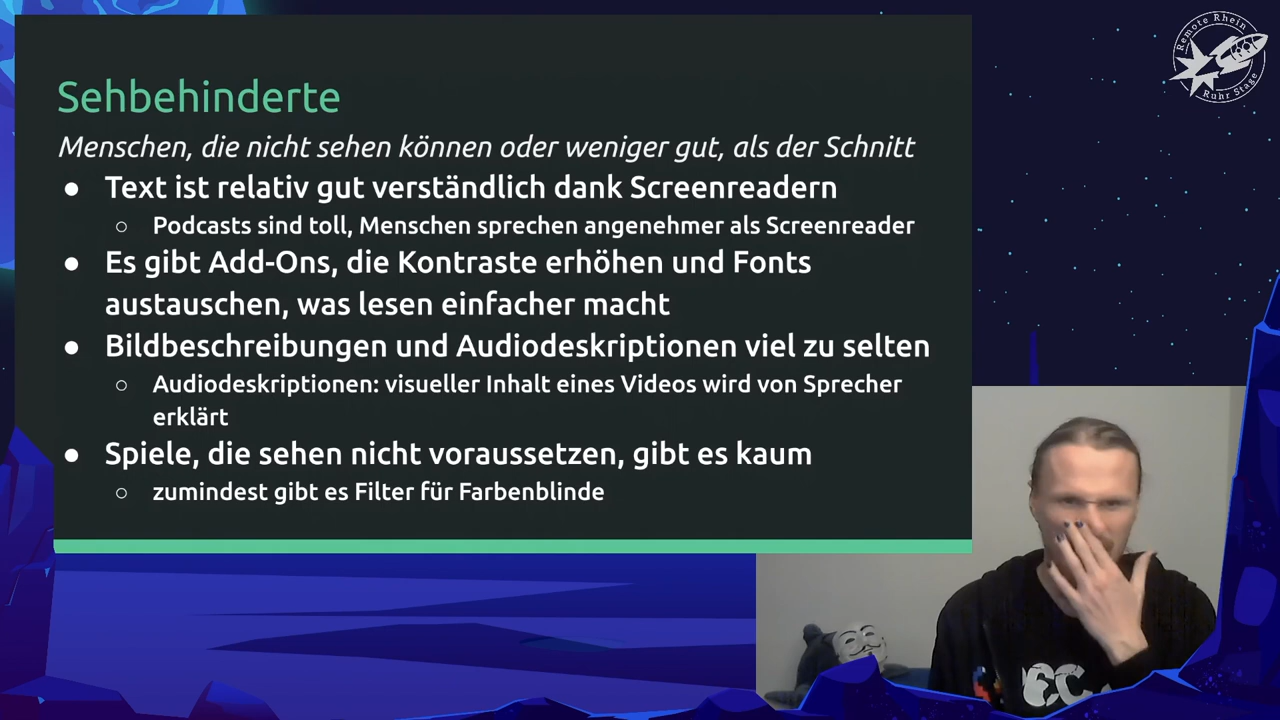 Sehbehinderte
Menschen, die nicht sehen können oder weniger gut, als der Schnitt
● Text ist relativ gut verständlich dank Screenreadern
○ Podcasts sind toll, Menschen sprechen angenehmer als Screenreader
● Es gibt Add-Ons, die Kontraste erhöhen und Fonts
austauschen, was lesen einfacher macht
● Bildbeschreibungen und Audiodeskriptionen viel zu selten
○ Audiodeskriptionen: visueller Inhalt eines Videos wird von Sprecher
erklärt
● Spiele, die sehen nicht voraussetzen, gibt es kaum
○ zumindest gibt es Filter für Farbenblinde
Remote Rhein
Ruhr Stage